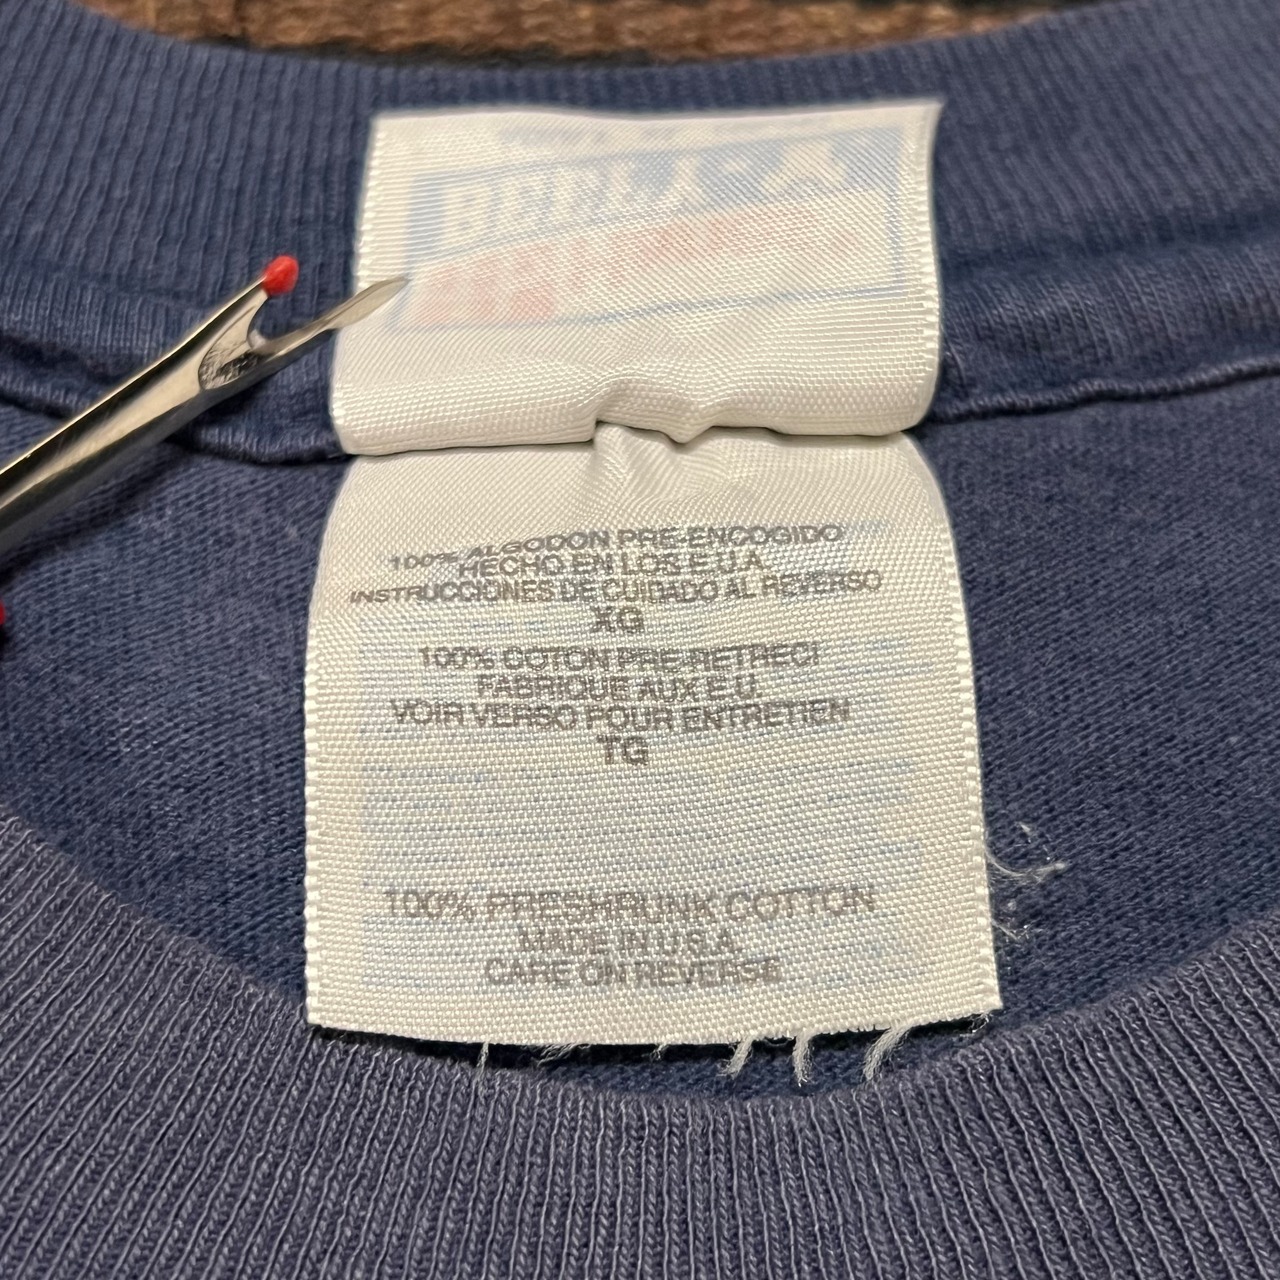 100% ALGODON PRE-ENCOGIDO
HECHO EN LOS E.U.A.
INSTRUCCIONES DE CUIDADO AL REVERSO
XG
100% COTON PRE-RETRECI
FABRIQUE AUX E.U.
VOIR VERSO POUR ENTRETIEN
TG
100% PRESHRUNK COTTON
MADE IN U.S.A.
CARE ON REVERSE